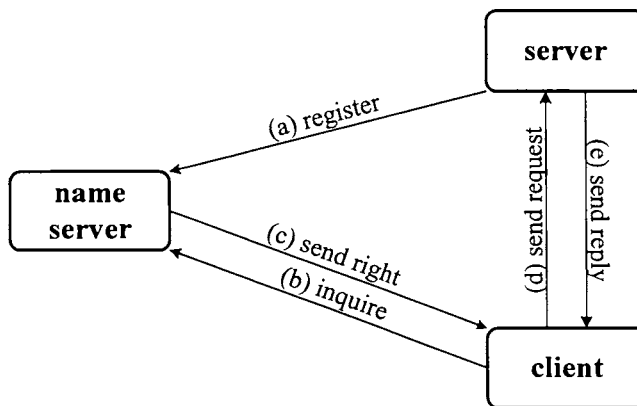 server
(a) register
name
server
(c) send right
(b) inquire
(d) send request
(e) send reply
client